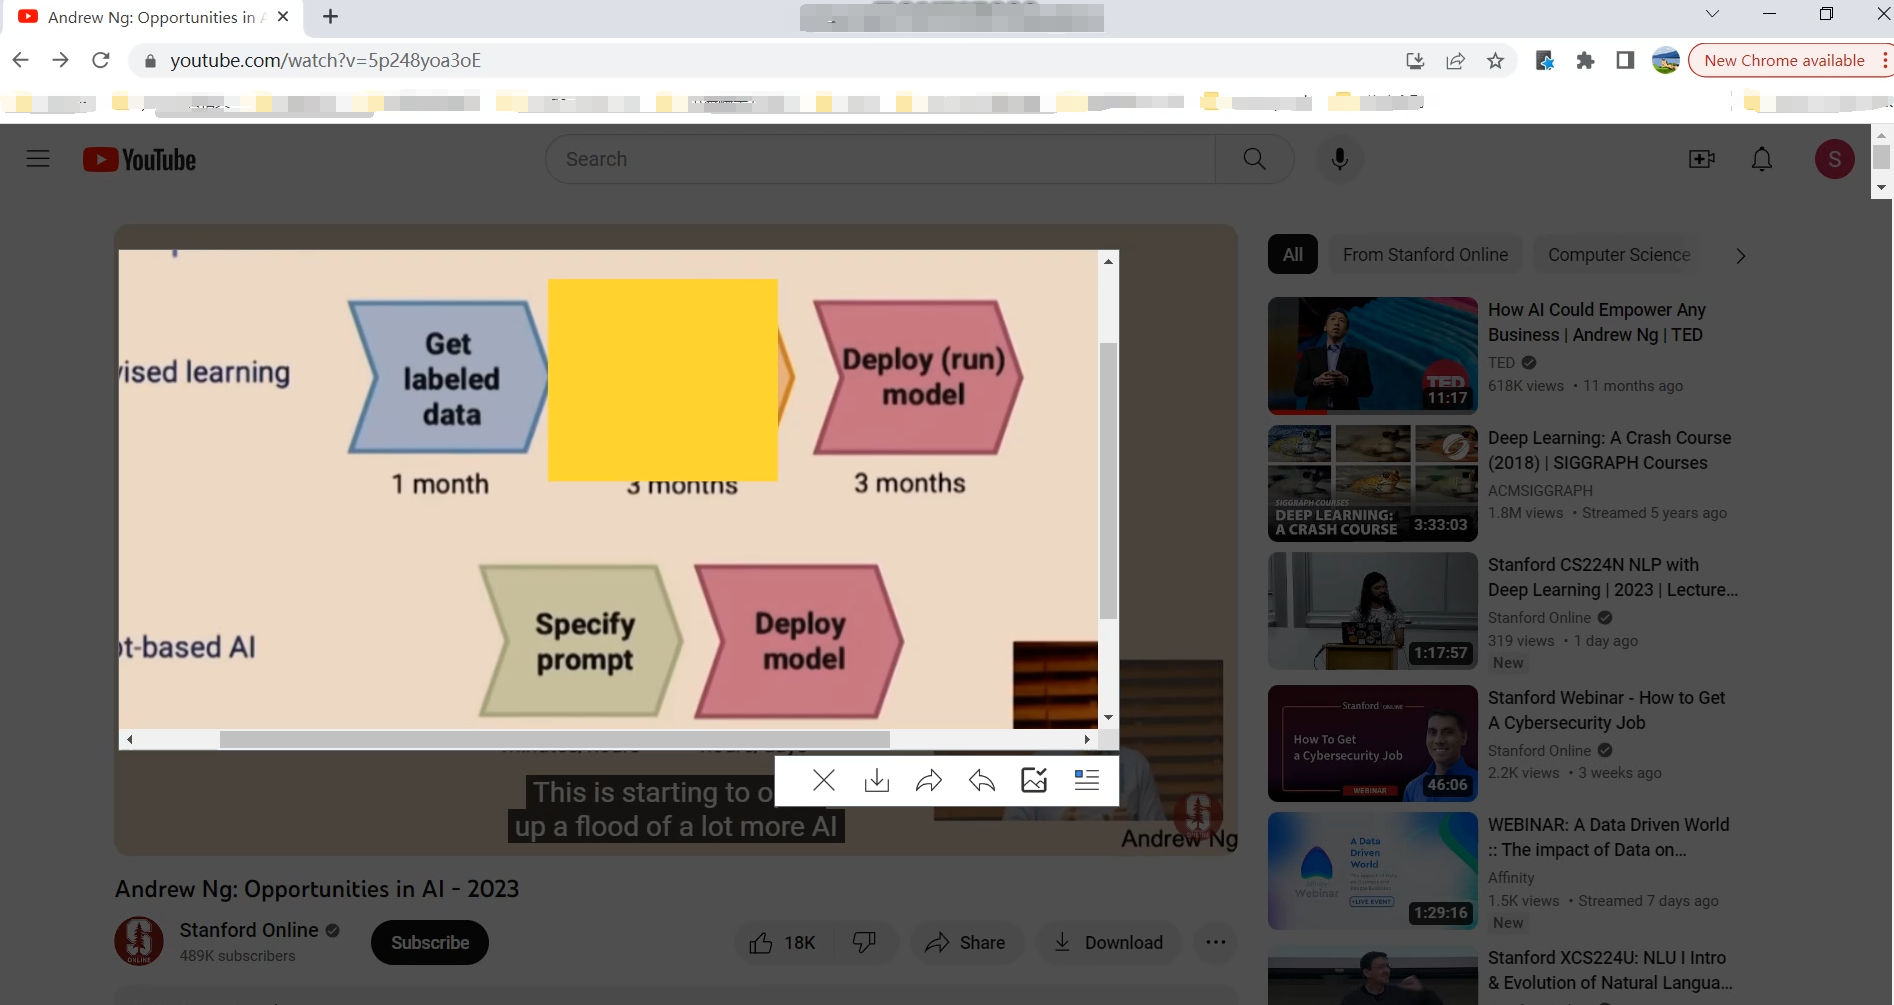 Andrew Ng: Opportunities in
youtube.com/watch?v=5p248yoa3oE
New Chrome available
YouTube
Search
S
Get
labeled
data
Deploy (run)
model
vised learning
1 month
3 months
3 months
Specify
prompt
Deploy
model
t-based AI
This is starting to
up a flood of a lot more AI
Andrew Ng
Andrew Ng: Opportunities in AI - 2023
Stanford Online
489K subscribers
Subscribe
18K
Share
Download
ONLINE
All
From Stanford Online
Computer Science
How AI Could Empower Any
Business | Andrew Ng | TED
TED
618K views • 11 months ago
TED
11:17
Deep Learning: A Crash Course
(2018) | SIGGRAPH Courses
ACMSIGGRAPH
1.8M views • Streamed 5 years ago
SIGGRAPH COURSES
DEEP LEARNING:
A CRASH COURSE
3:33:03
Stanford CS224N NLP with
Deep Learning | 2023 | Lecture...
Stanford Online
319 views • 1 day ago
New
1:17:57
Stanford Webinar - How to Get
A Cybersecurity Job
Stanford Online
2.2K views • 3 weeks ago
Stanford ONLINE
How To Get
a Cybersecurity Job
WEBINAR
46:06
WEBINAR: A Data Driven World
:: The impact of Data on...
Affinity
1.5K views • Streamed 7 days ago
New
A Data
Driven
World
Webinar
LIVE EVENT
1:29:16
Stanford XCS224U: NLU I Intro
& Evolution of Natural Langua...